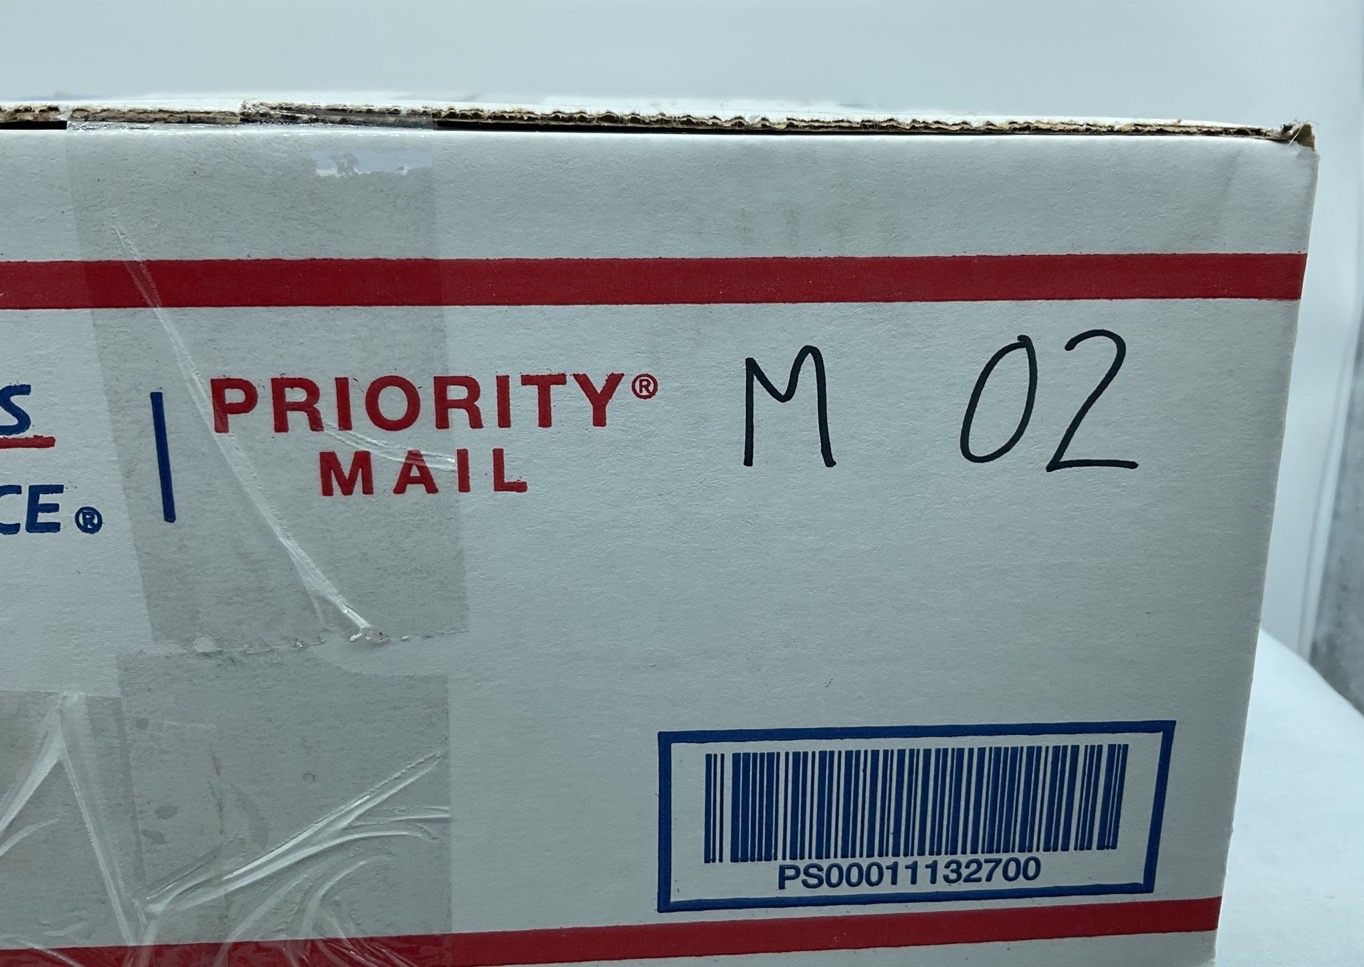 S
PRIORITY® M 02
MAIL
CE®
PS00011132700